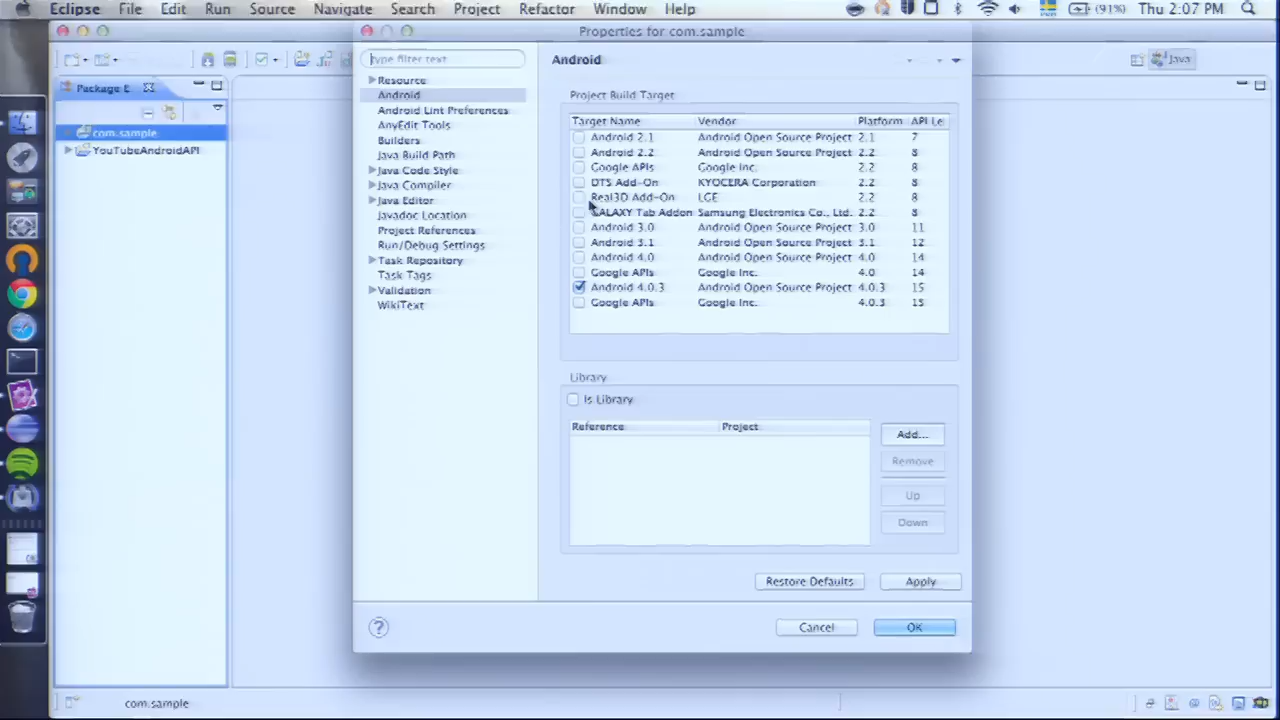 Eclipse File Edit View Run Source Navigate Search Project Refactor Window Help (91%) Thu 2:07 PM
Properties for com.sample
type filter text
Android
Java
Package E
com.sample
YouTubeAndroidAPI
Resource
Android
Android Lint Preferences
AnyEdit Tools
Builders
Java Build Path
Java Code Style
Java Compiler
Java Editor
Javadoc Location
Project References
Run/Debug Settings
Task Repository
Task Tags
Validation
WikiText
Project Build Target
Target Name Vendor Platform API Le
Android 2.1 Android Open Source Project 2.1 7
Android 2.2 Android Open Source Project 2.2 8
Google APIs Google Inc. 2.2 8
DTS Add-On KYOCERA Corporation 2.2 8
Real3D Add-On LGE 2.2 8
GALAXY Tab Addon Samsung Electronics Co., Ltd. 2.2 8
Android 3.0 Android Open Source Project 3.0 11
Android 3.1 Android Open Source Project 3.1 12
Android 4.0 Android Open Source Project 4.0 14
Google APIs Google Inc. 4.0 14
Android 4.0.3 Android Open Source Project 4.0.3 15
Google APIs Google Inc. 4.0.3 15
Library
Is Library
Reference Project
Add...
Remove
Up
Down
Restore Defaults Apply
? Cancel OK
com.sample